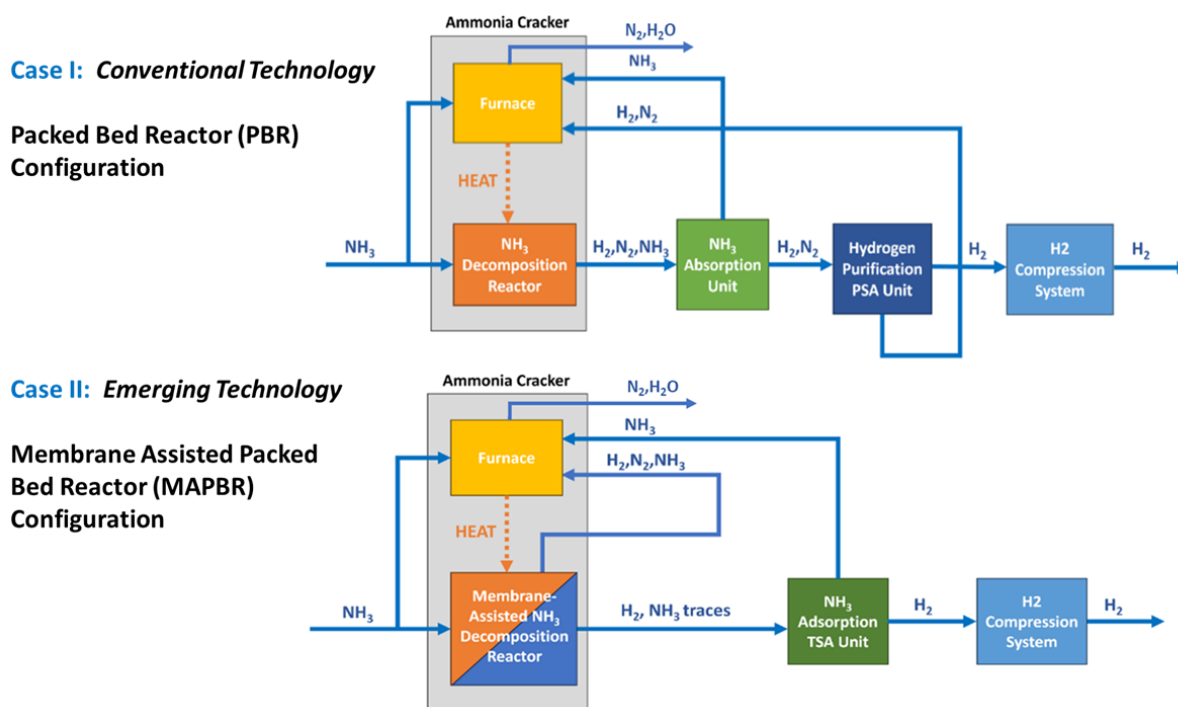 Ammonia Cracker
N₂,H₂O
Case I: Conventional Technology
NH₃
Furnace
H₂,N₂
Packed Bed Reactor (PBR)
Configuration
HEAT
NH₃
NH₃
Decomposition
Reactor
H₂,N₂,NH₃
NH₃
Absorption
Unit
H₂,N₂
Hydrogen
Purification
PSA Unit
H₂
H2
Compression
System
H₂
Ammonia Cracker
N₂,H₂O
Case II: Emerging Technology
NH₃
Furnace
H₂,N₂,NH₃
Membrane Assisted Packed
Bed Reactor (MAPBR)
Configuration
HEAT
NH₃
Membrane-
Assisted NH₃
Decomposition
Reactor
H₂, NH₃ traces
NH₃
Adsorption
TSA Unit
H₂
H2
Compression
System
H₂